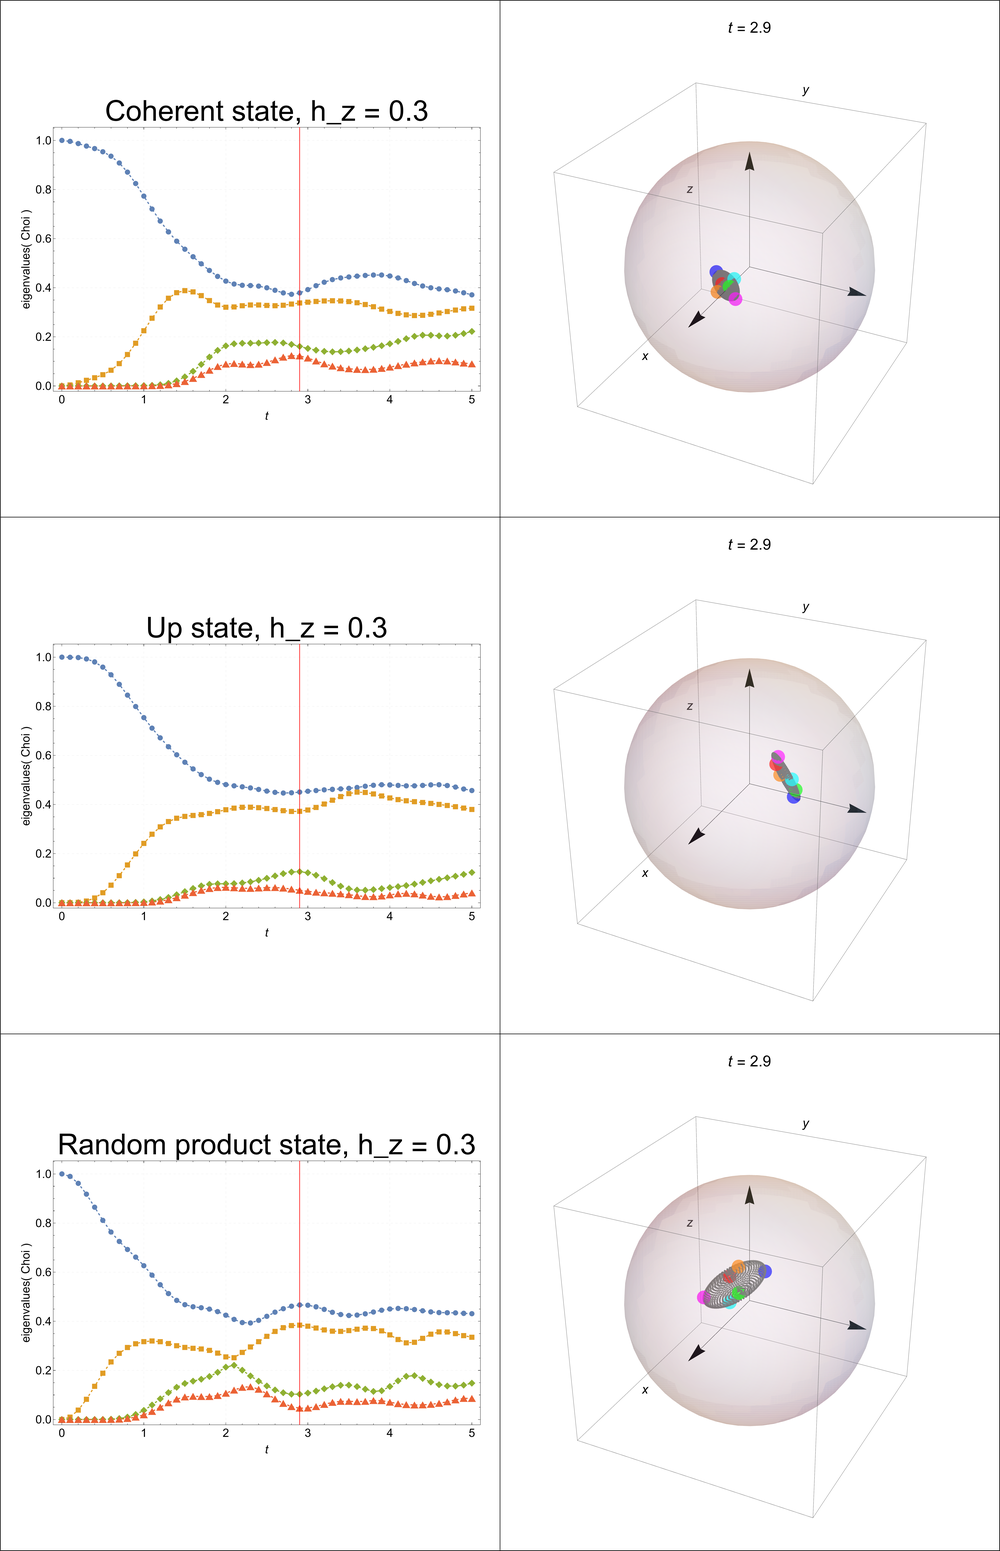 Coherent state, h_z = 0.3
eigenvalues( Choi )
1.0
0.8
0.6
0.4
0.2
0.0
0 1 2 3 4 5
t
t = 2.9
y
z
x
Up state, h_z = 0.3
eigenvalues( Choi )
1.0
0.8
0.6
0.4
0.2
0.0
0 1 2 3 4 5
t
t = 2.9
y
z
x
Random product state, h_z = 0.3
eigenvalues( Choi )
1.0
0.8
0.6
0.4
0.2
0.0
0 1 2 3 4 5
t
t = 2.9
y
z
x